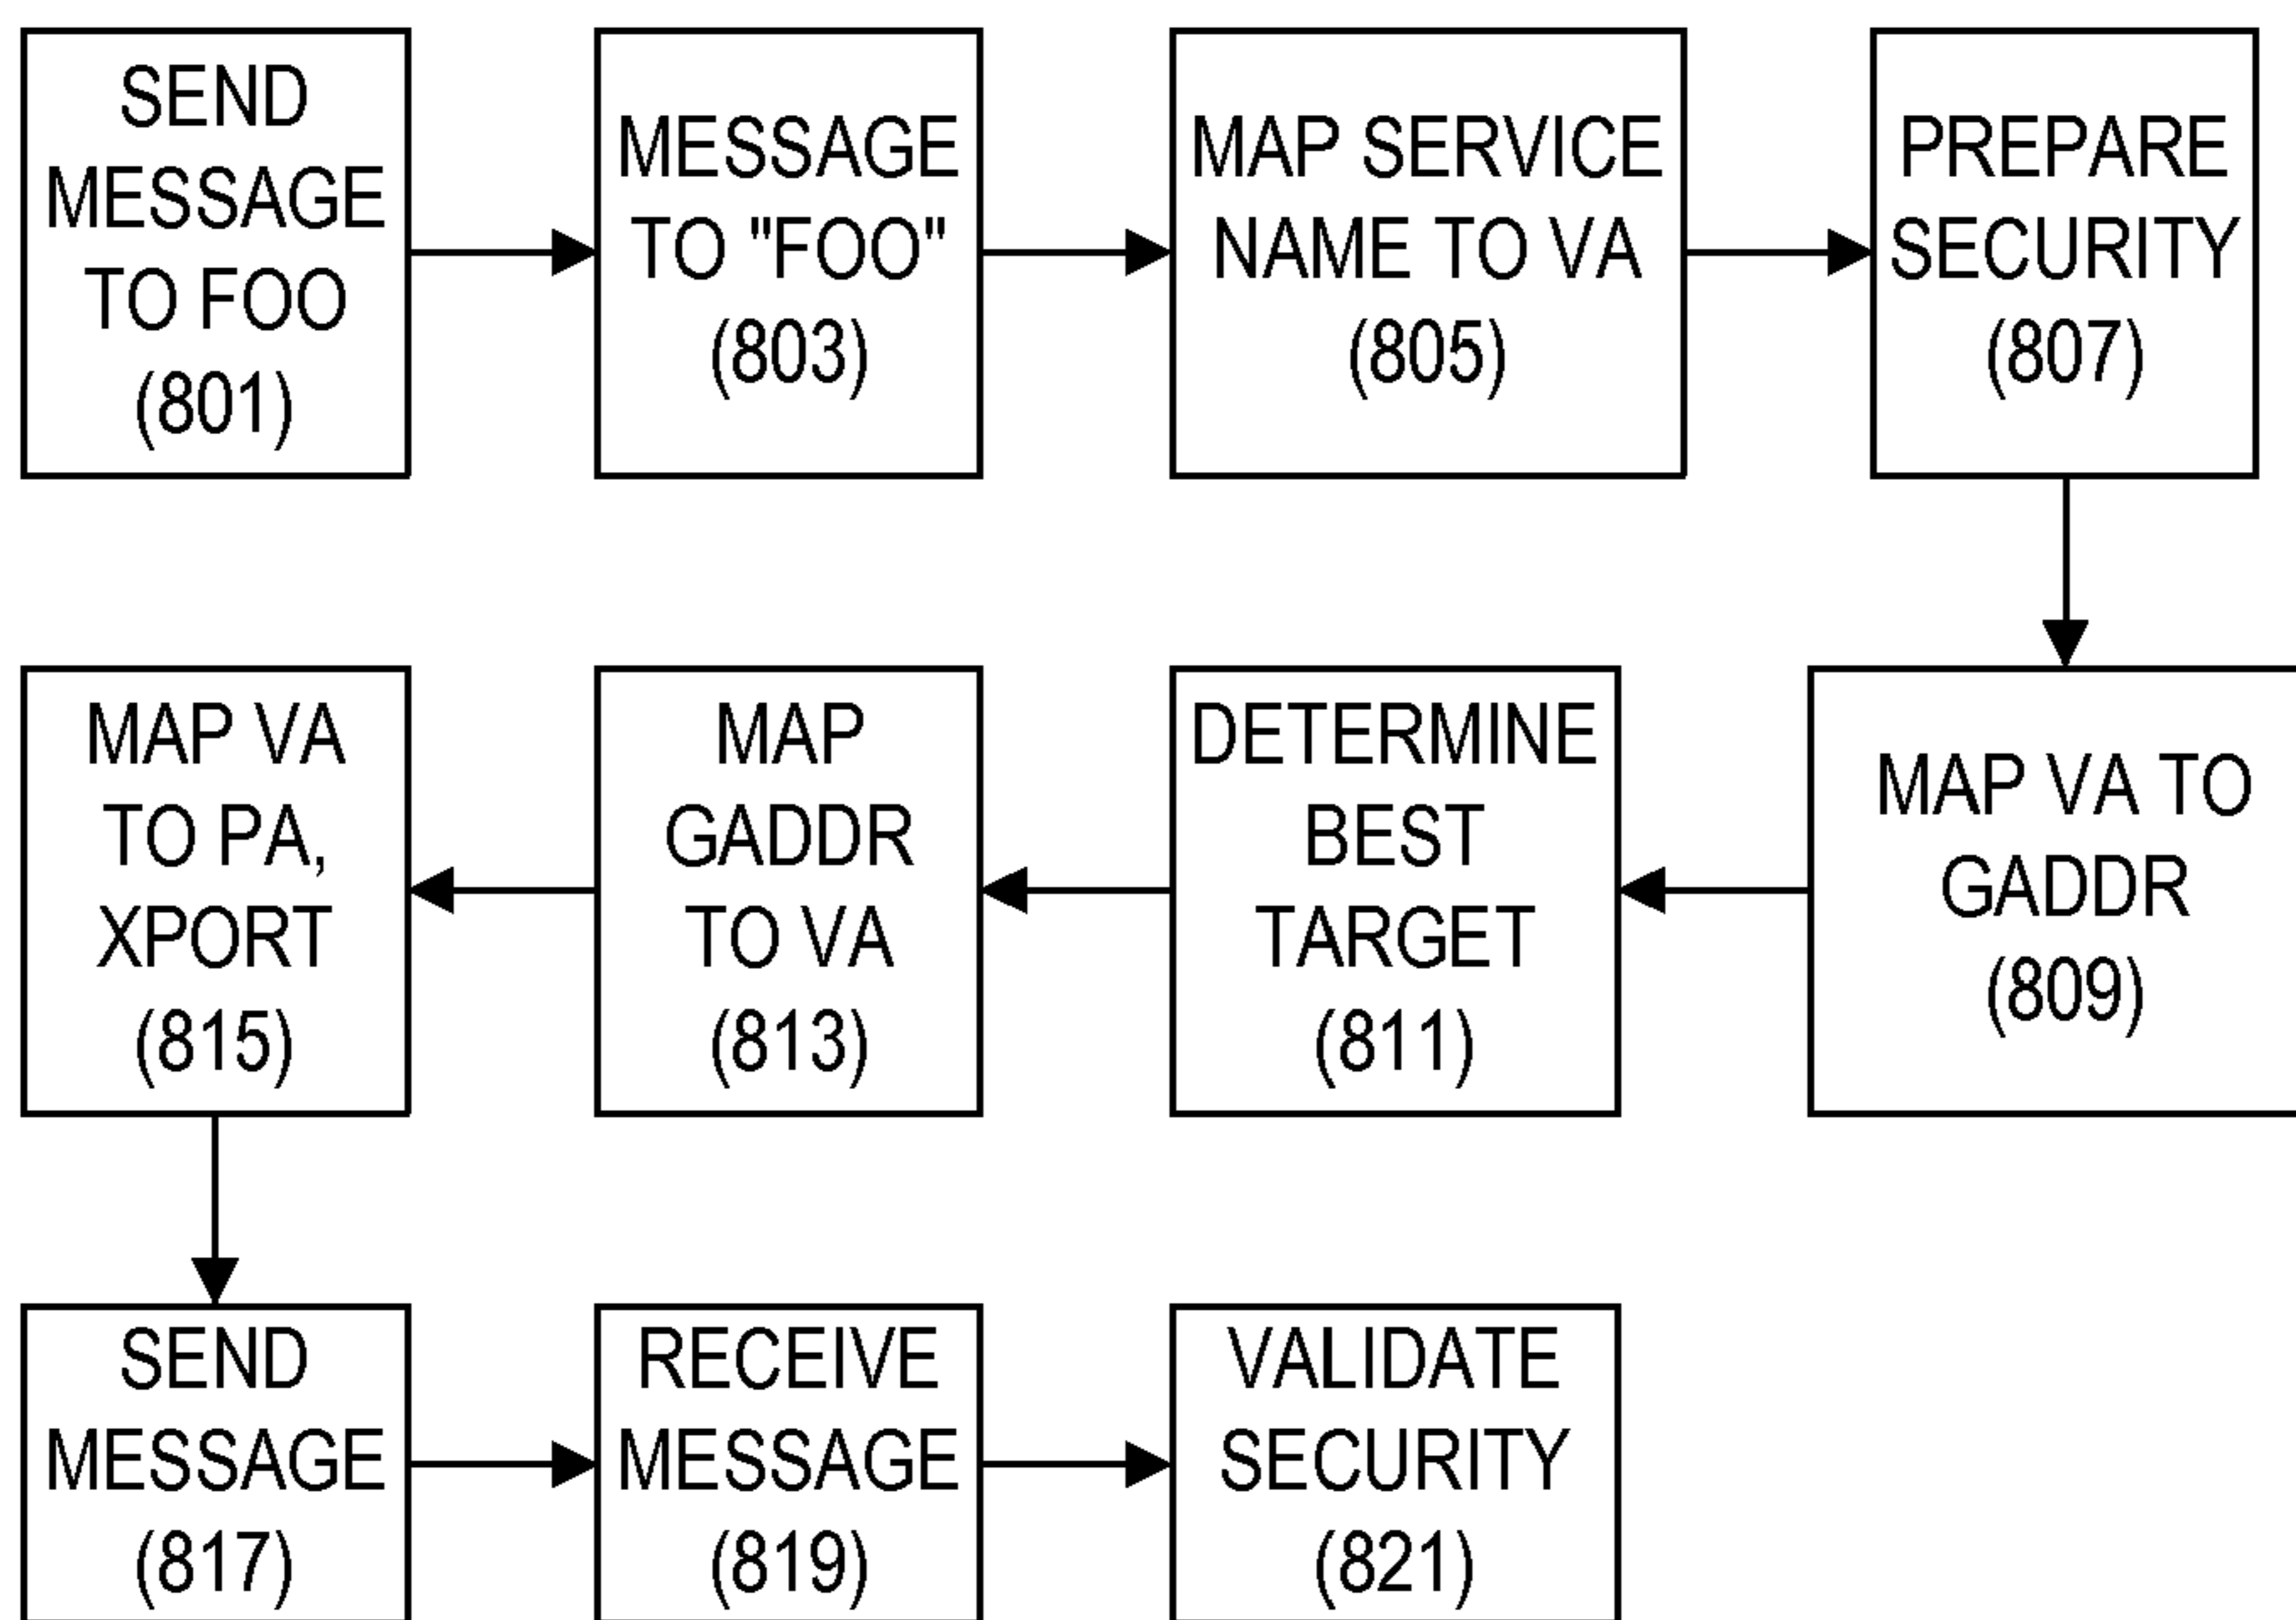 SEND
MESSAGE
TO FOO
(801)
MESSAGE
TO "FOO"
(803)
MAP SERVICE
NAME TO VA
(805)
PREPARE
SECURITY
(807)
MAP VA TO
GADDR
(809)
DETERMINE
BEST
TARGET
(811)
MAP
GADDR
TO VA
(813)
MAP VA
TO PA,
XPORT
(815)
SEND
MESSAGE
(817)
RECEIVE
MESSAGE
(819)
VALIDATE
SECURITY
(821)